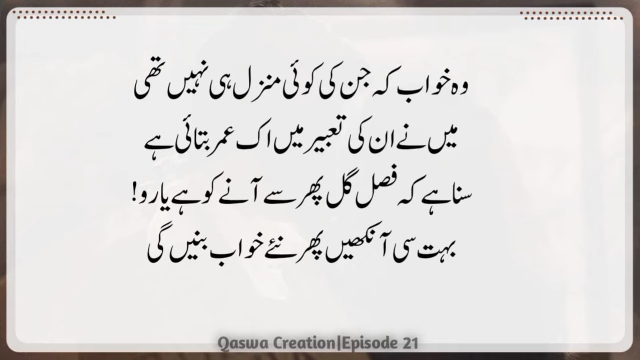 وہ خواب کہ جن کی کوئی منزل ہی نہیں تھی
میں نے ان کی تعبیر میں اک عمر بتائی ہے
سنا ہے کہ فصل گل پھر سے آنے کو ہے یارو!
بہت سی آنکھیں پھر نئے خواب بنیں گی
Qaswa Creation|Episode 21